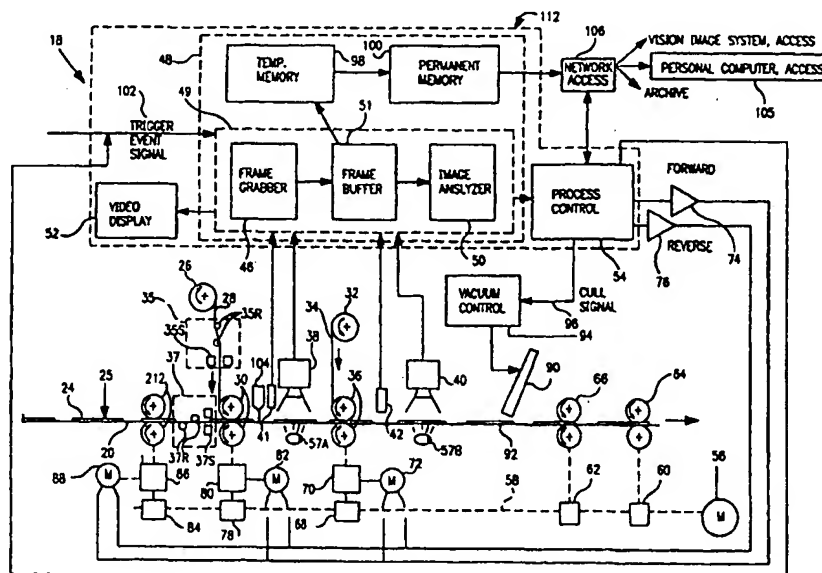 112
18
48
TEMP. MEMORY
98
100
PERMANENT MEMORY
106
NETWORK ACCESS
VISION IMAGE SYSTEM, ACCESS
PERSONAL COMPUTER, ACCESS
ARCHIVE
105
102
49
51
TRIGGER EVENT SIGNAL
FRAME GRABBER
FRAME BUFFER
IMAGE ANSLYZER
PROCESS CONTROL
FORWARD
REVERSE
VIDEO DISPLAY
52
46
50
54
74
76
26
28
35
35R
35S
34
32
VACUUM CONTROL
CULL SIGNAL
96
94
37
104
38
40
90
66
64
24
25
212
30
36
41
42
20
37R
37S
57A
57B
92
88
M
86
80
82
M
70
72
M
58
62
60
56
M
84
78
68